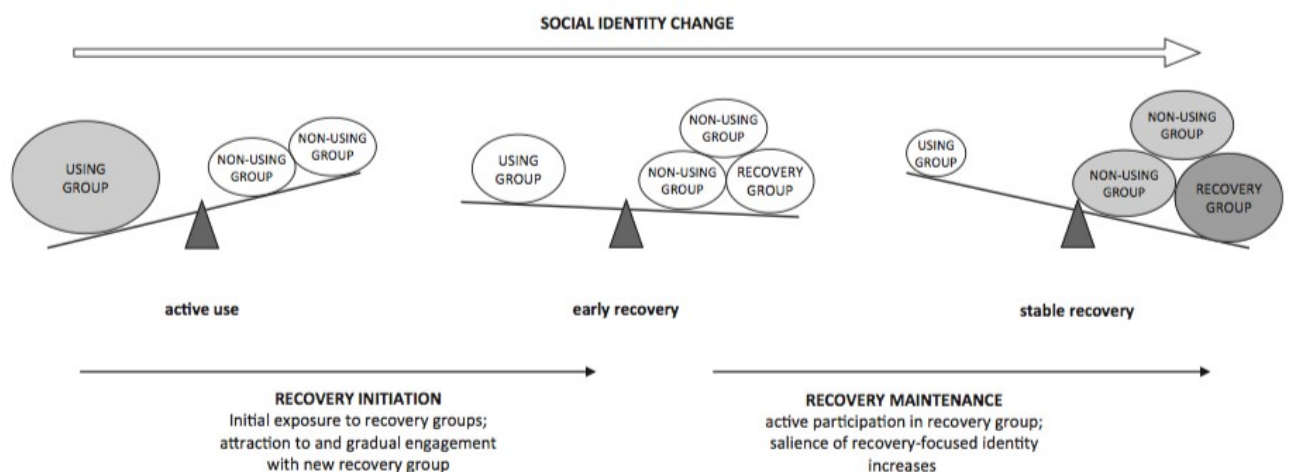 SOCIAL IDENTITY CHANGE
USING
GROUP
NON-USING
GROUP
NON-USING
GROUP
USING
GROUP
NON-USING
GROUP
NON-USING
GROUP
RECOVERY
GROUP
USING
GROUP
NON-USING
GROUP
NON-USING
GROUP
RECOVERY
GROUP
active use
early recovery
stable recovery
RECOVERY INITIATION
Initial exposure to recovery groups;
attraction to and gradual engagement
with new recovery group
RECOVERY MAINTENANCE
active participation in recovery group;
salience of recovery-focused identity
increases